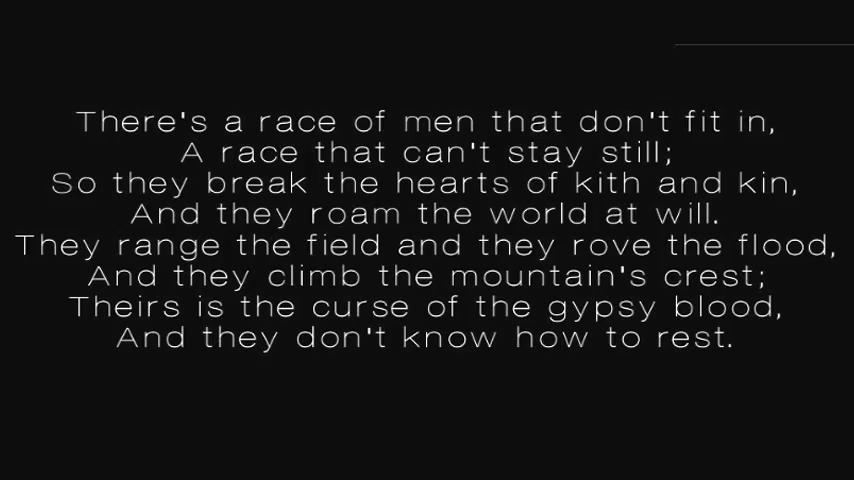 There's a race of men that don't fit in,
A race that can't stay still;
So they break the hearts of kith and kin,
And they roam the world at will.
They range the field and they rove the flood,
And they climb the mountain's crest;
Theirs is the curse of the gypsy blood,
And they don't know how to rest.